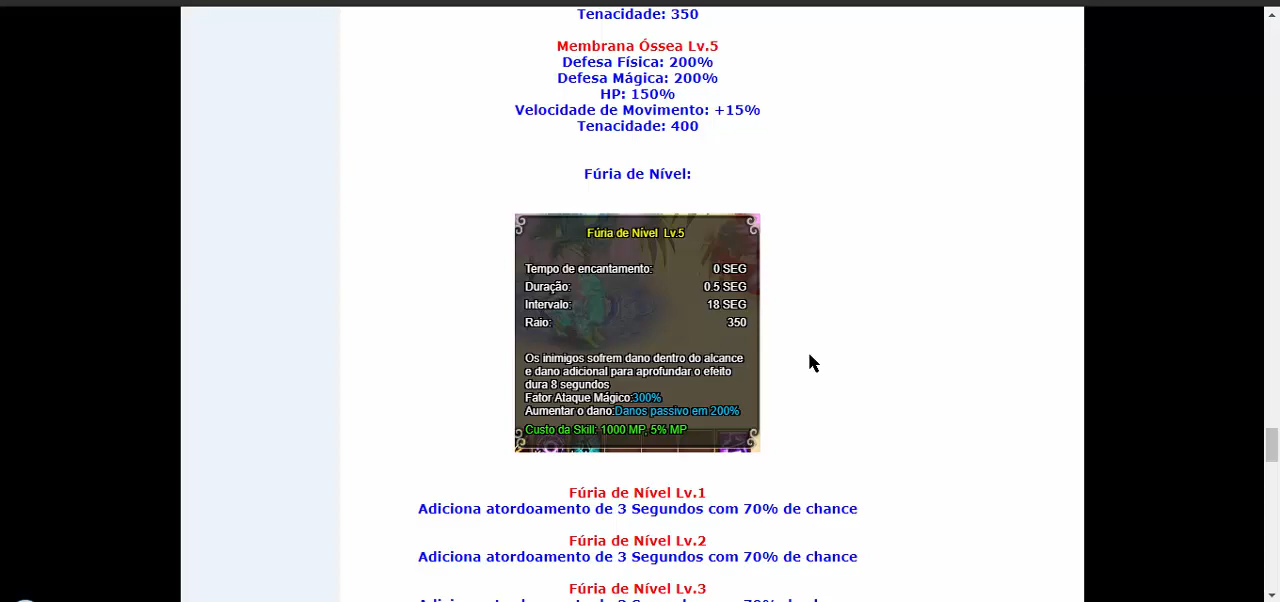 Tenacidade: 350
Membrana Óssea Lv.5
Defesa Física: 200%
Defesa Mágica: 200%
HP: 150%
Velocidade de Movimento: +15%
Tenacidade: 400
Fúria de Nível:
Fúria de Nível Lv.5
Tempo de encantamento: 0 SEG
Duração: 0.5 SEG
Intervalo: 18 SEG
Raio: 350
Os inimigos sofrem dano dentro do alcance
e dano adicional para aprofundar o efeito
dura 8 segundos
Fator Ataque Mágico:300%
Aumentar o dano:Danos passivo em 200%
Custo da Skill: 1000 MP, 5% MP
Fúria de Nível Lv.1
Adiciona atordoamento de 3 Segundos com 70% de chance
Fúria de Nível Lv.2
Adiciona atordoamento de 3 Segundos com 70% de chance
Fúria de Nível Lv.3